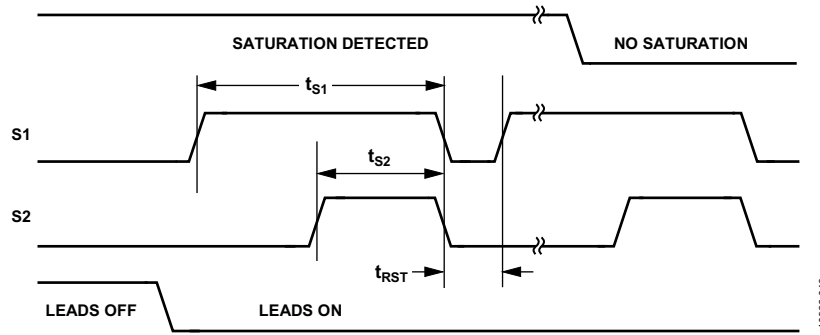 SATURATION DETECTED
NO SATURATION
tS1
S1
tS2
S2
tRST
LEADS OFF
LEADS ON